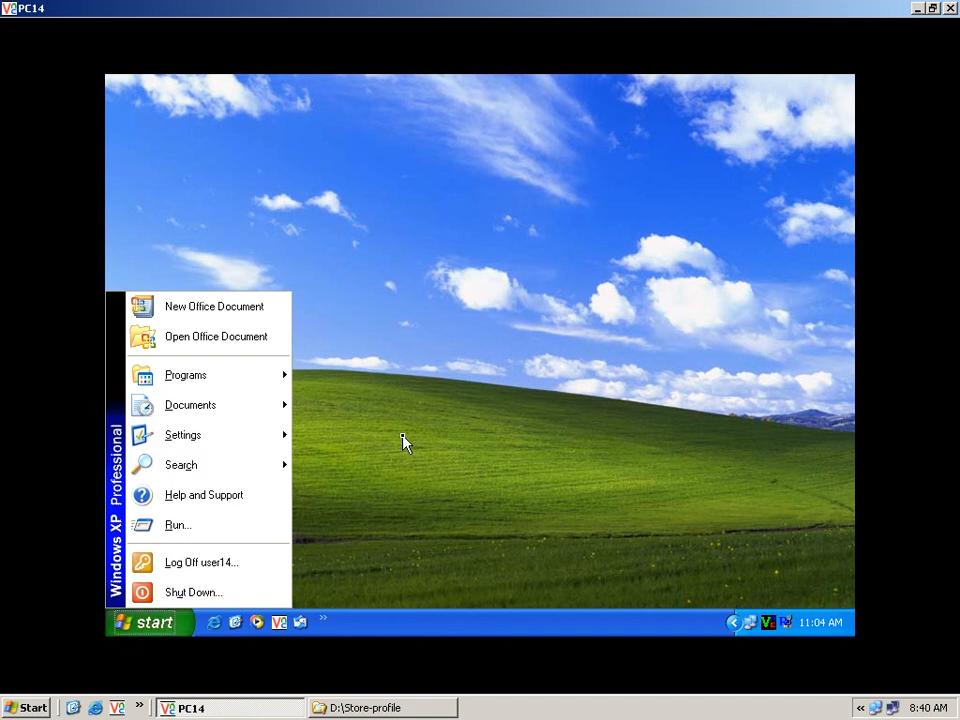 PC14
New Office Document
Open Office Document
Programs
Documents
Settings
Search
Help and Support
Run...
Log Off user14...
Shut Down...
Windows XP Professional
start
11:04 AM
Start
PC14
D:\Store-profile
8:40 AM